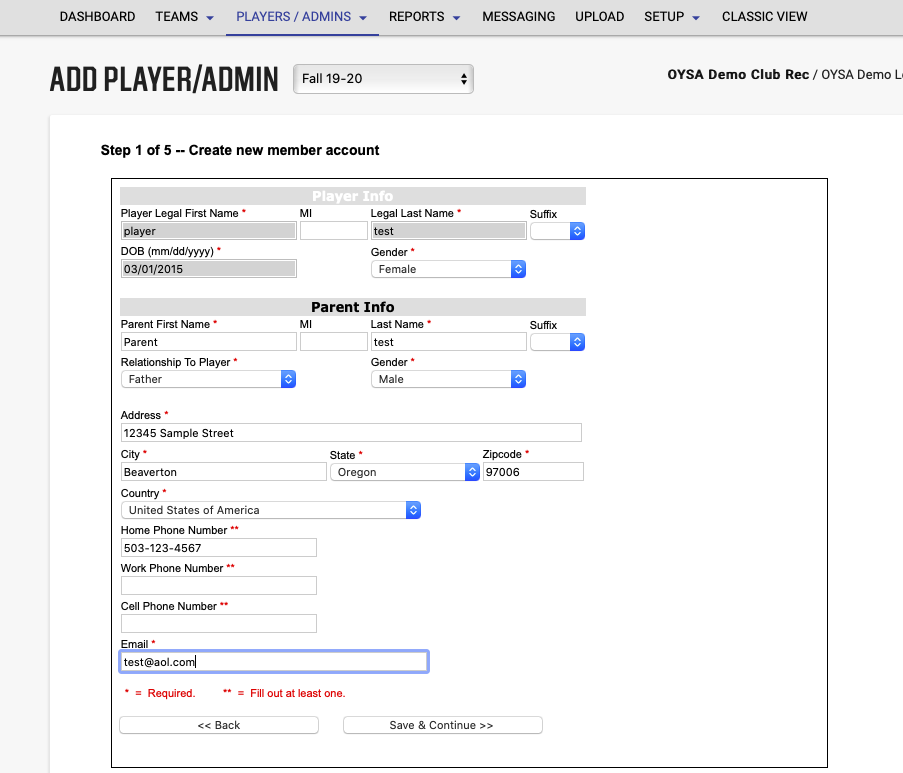 DASHBOARD TEAMS PLAYERS / ADMINS REPORTS MESSAGING UPLOAD SETUP CLASSIC VIEW
ADD PLAYER/ADMIN Fall 19-20 OYSA Demo Club Rec / OYSA Demo Le
Step 1 of 5 -- Create new member account
Player Info
Player Legal First Name * MI Legal Last Name * Suffix
player test
DOB (mm/dd/yyyy) * Gender *
03/01/2015 Female
Parent Info
Parent First Name * MI Last Name * Suffix
Parent test
Relationship To Player * Gender *
Father Male
Address *
12345 Sample Street
City * State * Zipcode *
Beaverton Oregon 97006
Country *
United States of America
Home Phone Number **
503-123-4567
Work Phone Number **
Cell Phone Number **
Email *
test@aol.com
* = Required. ** = Fill out at least one.
<< Back Save & Continue >>